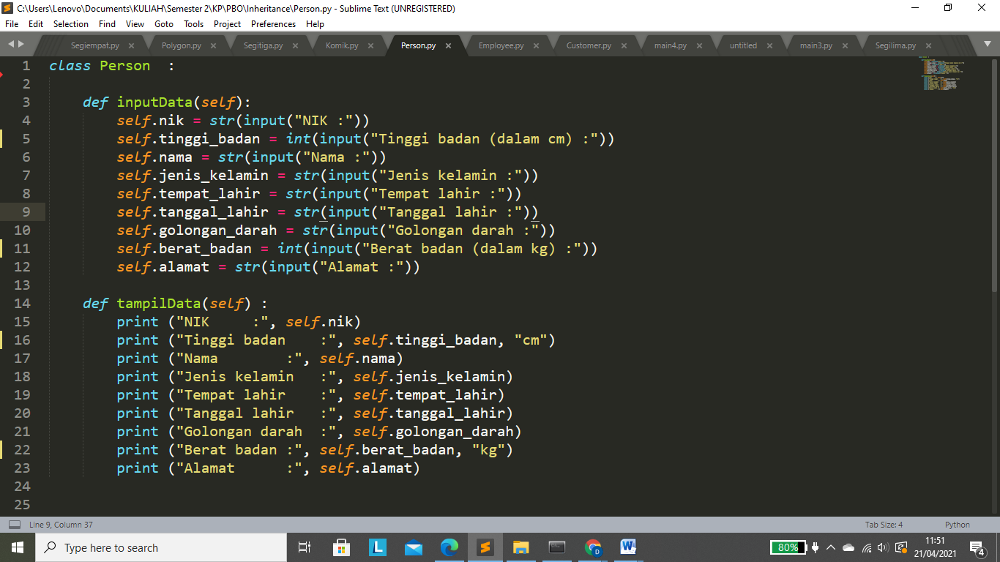 C:\Users\Lenovo\Documents\KULIAH\Semester 2\KP\PBO\Inheritance\Person.py - Sublime Text (UNREGISTERED)
File Edit Selection Find View Goto Tools Project Preferences Help
Segiempat.py Polygon.py Segitiga.py Komik.py Person.py Employee.py Customer.py main4.py untitled main3.py Segilima.py
1 class Person  :
2
3     def inputData(self):
4         self.nik = str(input("NIK :"))
5         self.tinggi_badan = int(input("Tinggi badan (dalam cm) :"))
6         self.nama = str(input("Nama :"))
7         self.jenis_kelamin = str(input("Jenis kelamin :"))
8         self.tempat_lahir = str(input("Tempat lahir :"))
9         self.tanggal_lahir = str(input("Tanggal lahir :"))
10         self.golongan_darah = str(input("Golongan darah :"))
11         self.berat_badan = int(input("Berat badan (dalam kg) :"))
12         self.alamat = str(input("Alamat :"))
13
14     def tampilData(self) :
15         print ("NIK     :", self.nik)
16         print ("Tinggi badan    :", self.tinggi_badan, "cm")
17         print ("Nama        :", self.nama)
18         print ("Jenis kelamin   :", self.jenis_kelamin)
19         print ("Tempat lahir    :", self.tempat_lahir)
20         print ("Tanggal lahir   :", self.tanggal_lahir)
21         print ("Golongan darah  :", self.golongan_darah)
22         print ("Berat badan :", self.berat_badan, "kg")
23         print ("Alamat      :", self.alamat)
24
25
Line 9, Column 37 Tab Size: 4 Python
Type here to search
80%
11:51
21/04/2021
4